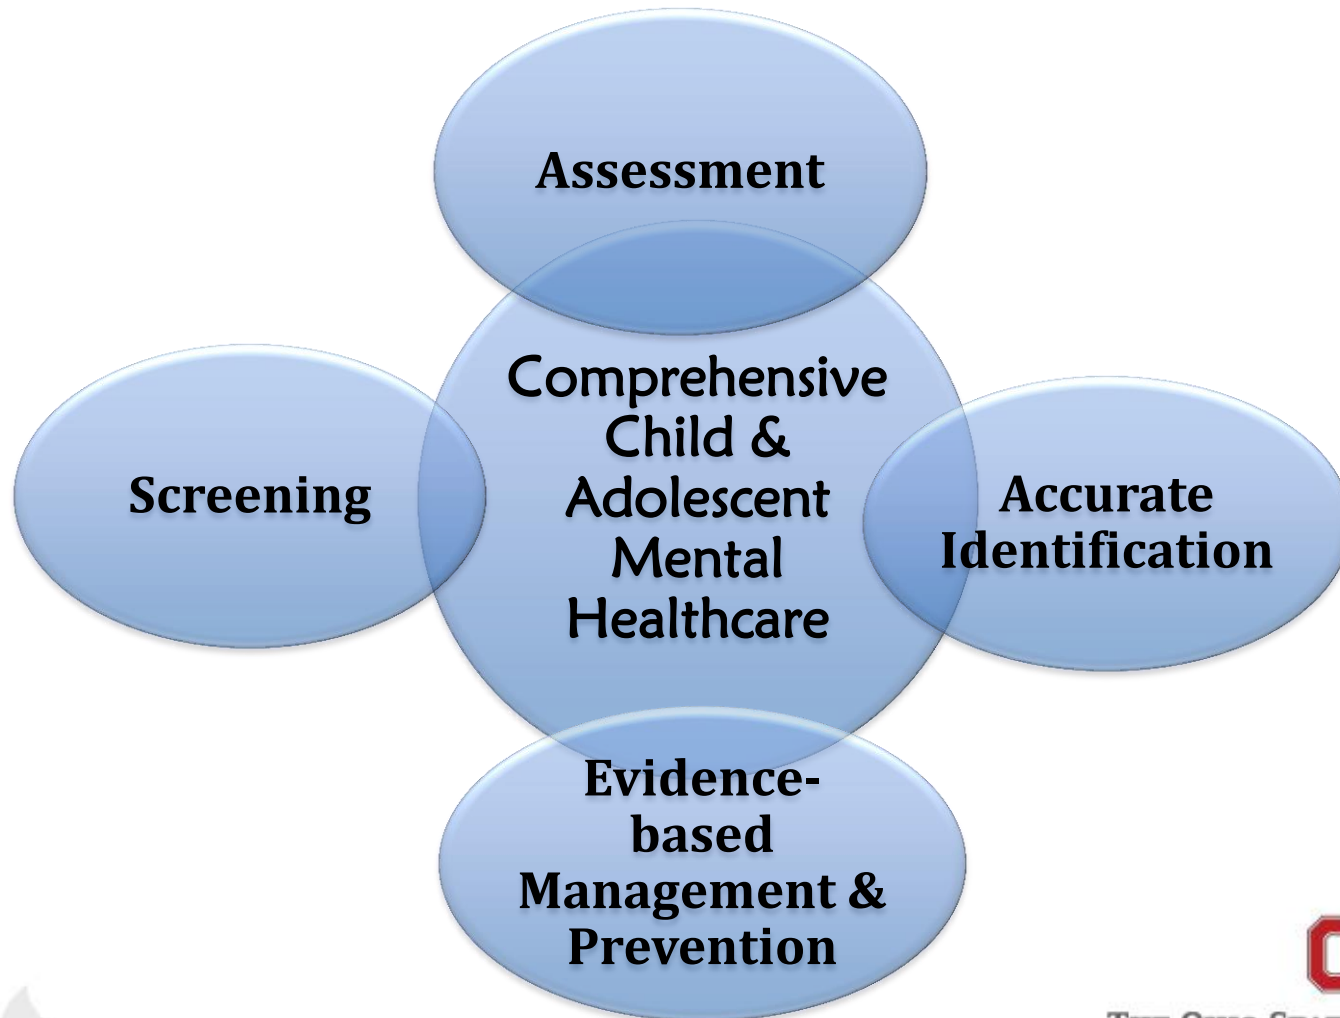 Assessment
Comprehensive
Child &
Adolescent
Mental
Healthcare
Screening
Accurate
Identification
Evidence-
based
Management &
Prevention